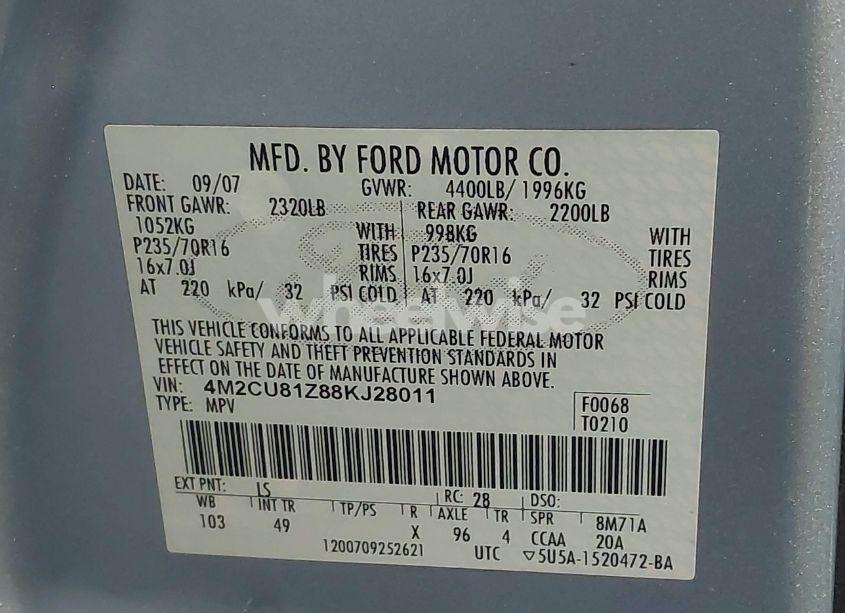 MFD. BY FORD MOTOR CO.
DATE: 09/07 GVWR: 4400LB/ 1996KG
FRONT GAWR: 2320LB REAR GAWR: 2200LB
1052KG WITH 998KG WITH
P235/70R16 TIRES P235/70R16 TIRES
16x7.0J RIMS 16x7.0J RIMS
AT 220 kPa/ 32 PSI COLD AT 220 kPa/ 32 PSI COLD
wheelwise
THIS VEHICLE CONFORMS TO ALL APPLICABLE FEDERAL MOTOR
VEHICLE SAFETY AND THEFT PREVENTION STANDARDS IN
EFFECT ON THE DATE OF MANUFACTURE SHOWN ABOVE.
VIN: 4M2CU81Z88KJ28011
TYPE: MPV
F0068
T0210
EXT PNT: LS RC: 28 DSO:
WB INT TR TP/PS R AXLE TR SPR 8M71A
103 49 X 96 4 CCAA 20A
1200709252621 UTC ▽5U5A-1520472-BA